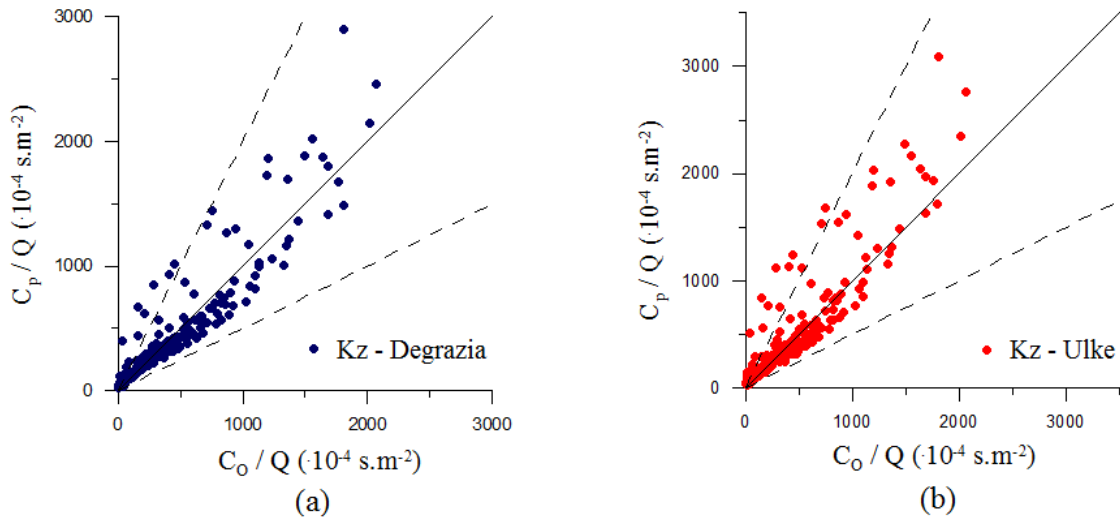 3000
2000
1000
0
C_p / Q (·10⁻⁴ s.m⁻²)
Kz - Degrazia
0 1000 2000 3000
C_O / Q (·10⁻⁴ s.m⁻²)
(a)
3000
2000
1000
0
C_p / Q (·10⁻⁴ s.m⁻²)
Kz - Ulke
0 1000 2000 3000
C_O / Q (·10⁻⁴ s.m⁻²)
(b)